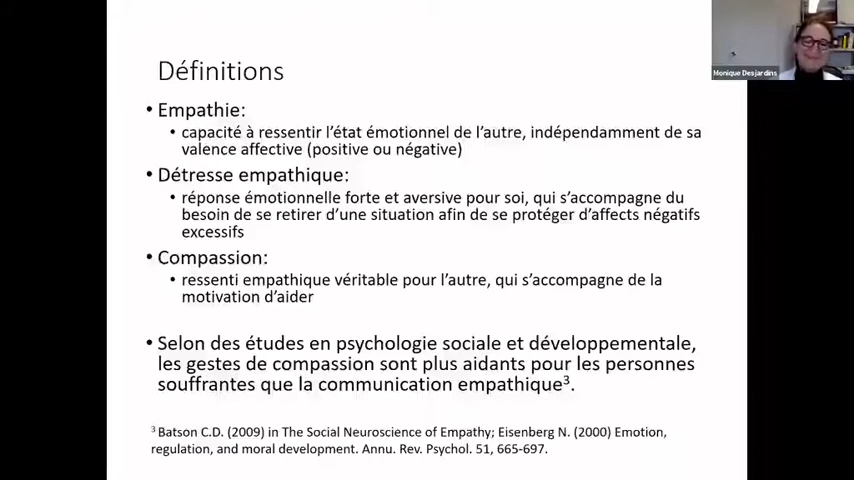 Monique Desjardins
Définitions
• Empathie:
• capacité à ressentir l'état émotionnel de l'autre, indépendamment de sa
valence affective (positive ou négative)
• Détresse empathique:
• réponse émotionnelle forte et aversive pour soi, qui s'accompagne du
besoin de se retirer d'une situation afin de se protéger d'affects négatifs
excessifs
• Compassion:
• ressenti empathique véritable pour l'autre, qui s'accompagne de la
motivation d'aider
• Selon des études en psychologie sociale et développementale,
les gestes de compassion sont plus aidants pour les personnes
souffrantes que la communication empathique³.
³ Batson C.D. (2009) in The Social Neuroscience of Empathy; Eisenberg N. (2000) Emotion,
regulation, and moral development. Annu. Rev. Psychol. 51, 665-697.